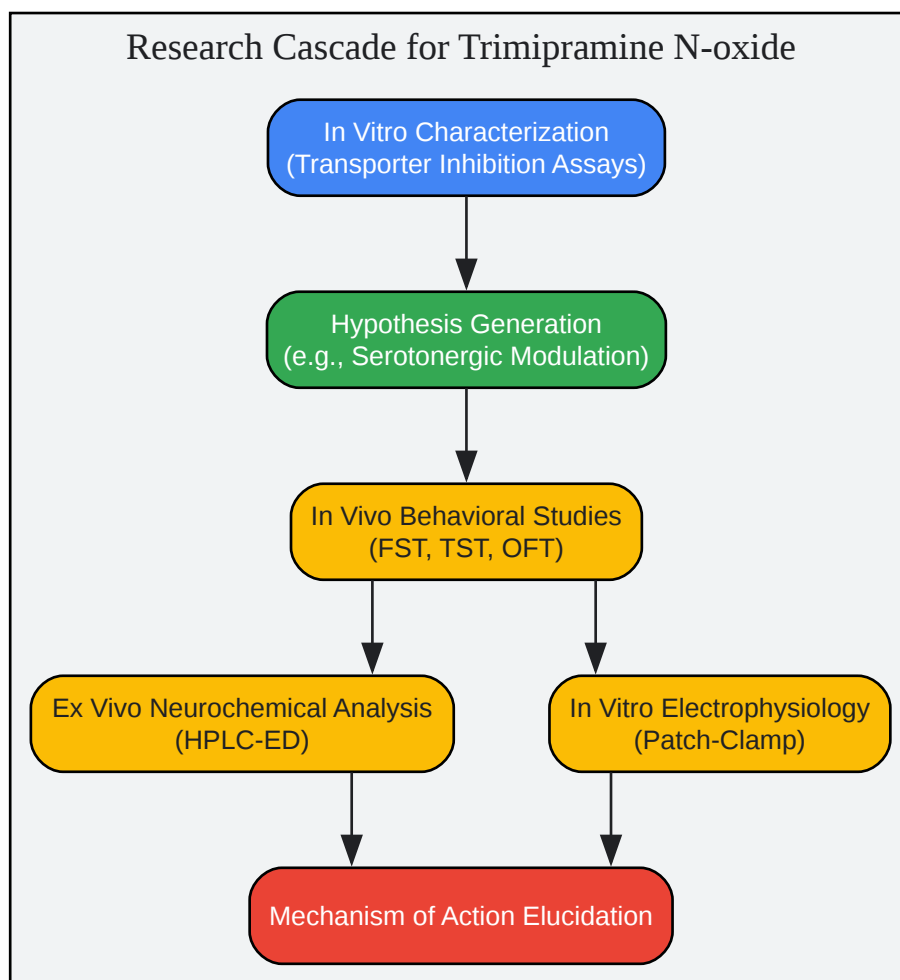 Research Cascade for Trimipramine N-oxide
In Vitro Characterization
(Transporter Inhibition Assays)
Hypothesis Generation
(e.g., Serotonergic Modulation)
In Vivo Behavioral Studies
(FST, TST, OFT)
Ex Vivo Neurochemical Analysis
(HPLC-ED)
In Vitro Electrophysiology
(Patch-Clamp)
Mechanism of Action Elucidation